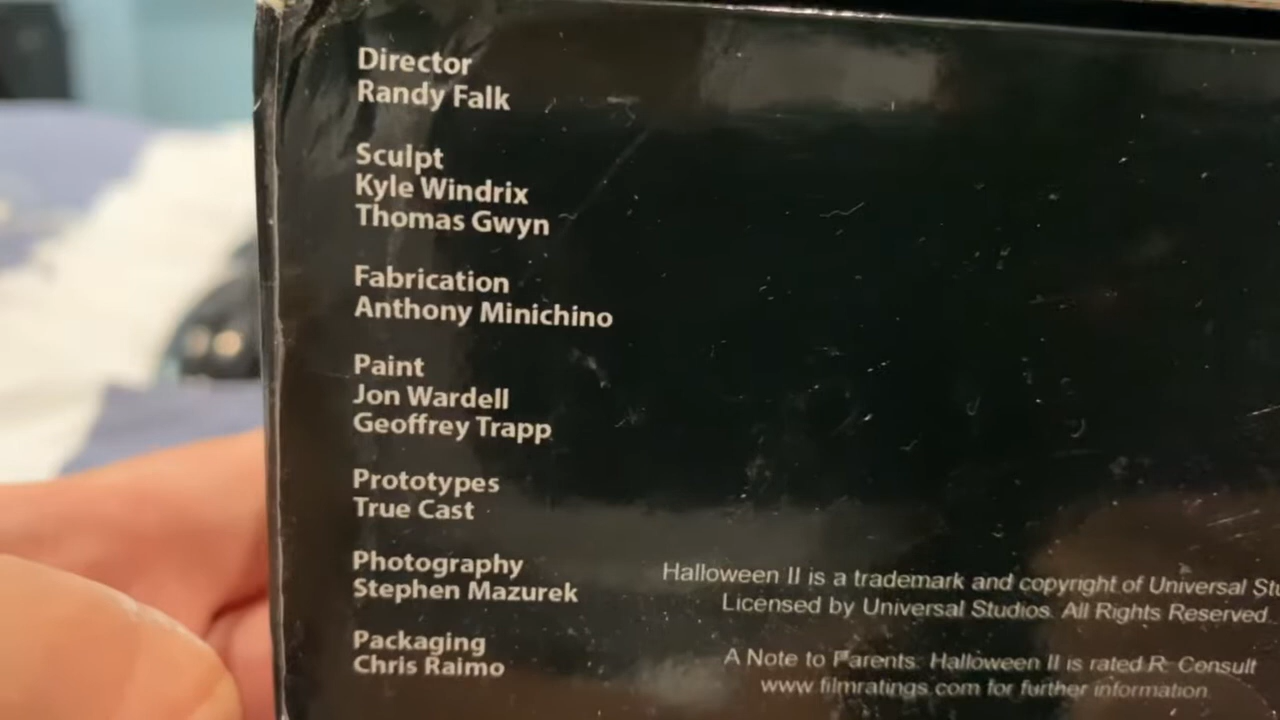 Director
Randy Falk
Sculpt
Kyle Windrix
Thomas Gwyn
Fabrication
Anthony Minichino
Paint
Jon Wardell
Geoffrey Trapp
Prototypes
True Cast
Photography
Stephen Mazurek
Packaging
Chris Raimo
Halloween II is a trademark and copyright of Universal Stu
Licensed by Universal Studios. All Rights Reserved.
A Note to Parents: Halloween II is rated R. Consult
www.filmratings.com for further information